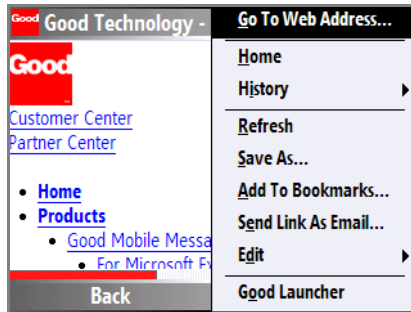 Good Good Technology -
Good
Customer Center
Partner Center
Home
Products
Good Mobile Messa
For Microsoft Ex
Back
Go To Web Address...
Home
History
Refresh
Save As...
Add To Bookmarks...
Send Link As Email...
Edit
Good Launcher